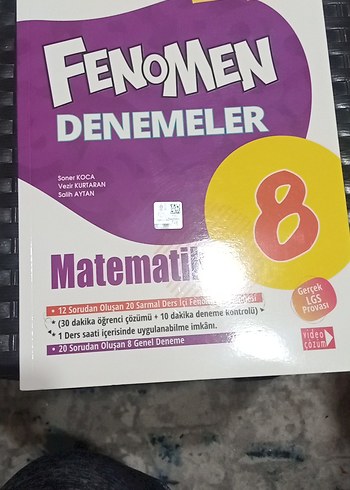 FENOMEN
DENEMELER
Soner KOCA
Vezir KURTARAN
Salih AYTAN
8
Matematik
Gerçek
LGS
Provası
• 12 Sorudan Oluşan 20 Sarmal Ders İçi
* (30 dakika öğrenci çözümü + 10 dakika deneme kontrolü)
* 1 Ders saati içerisinde uygulanabilme imkânı.
• 20 Sorudan Oluşan 8 Genel Deneme
video
çözüm